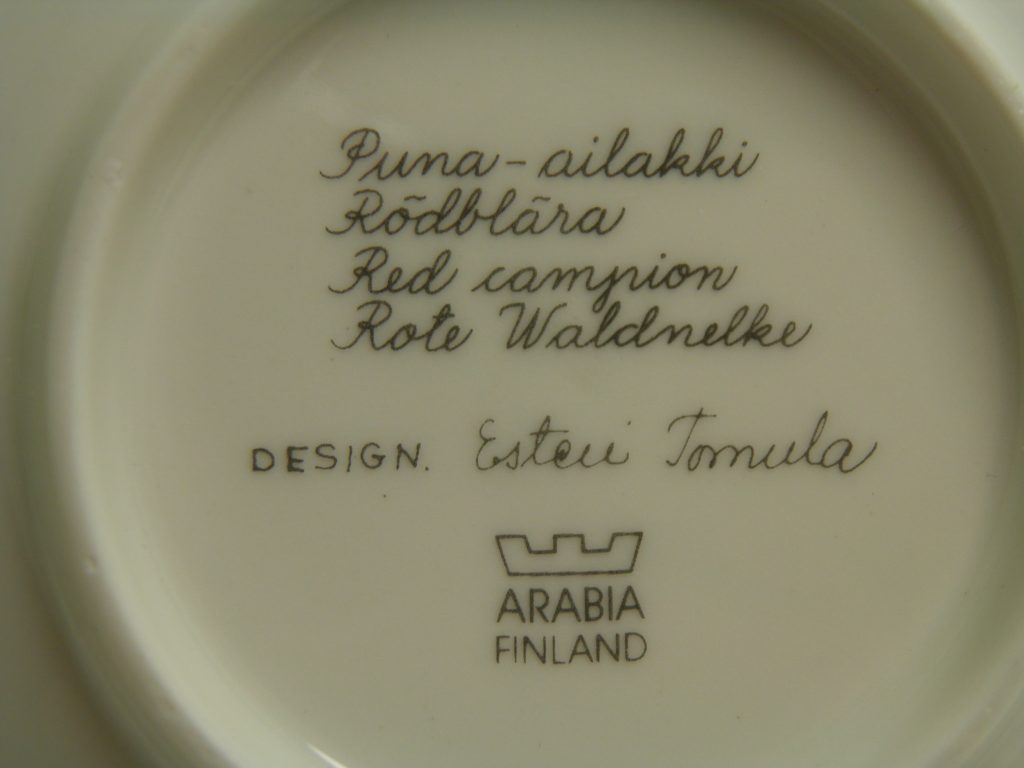 Puna-ailakki
Rödblära
Red campion
Rote Waldnelke
DESIGN. Esteri Tomula
ARABIA
FINLAND